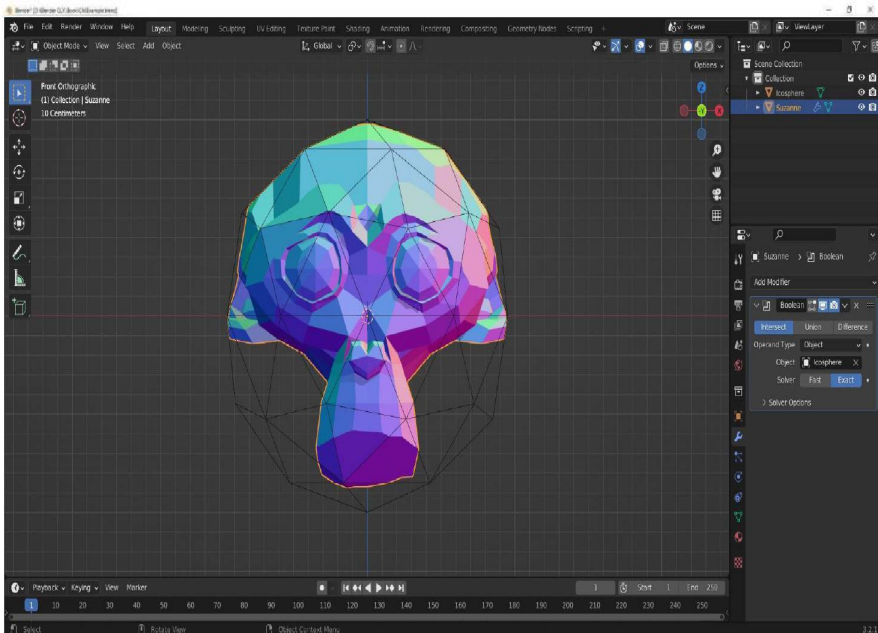 File Edit Render Window Help Layout Modeling Sculpting UV Editing Texture Paint Shading Animation Rendering Compositing Geometry Nodes Scripting + Scene ViewLayer
Object Mode View Select Add Object Global
Options
Front Orthographic
(1) Collection | Suzanne
10 Centimeters
Z
Y
X
Scene Collection
Collection
Icosphere
Suzanne
Suzanne > Boolean
Add Modifier
Boolean
Intersect Union Difference
Operand Type Object
Object Icosphere
Solver Fast Exact
> Solver Options
Playback Keying View Marker 1 Start 1 End 250
1 10 20 30 40 50 60 70 80 90 100 110 120 130 140 150 160 170 180 190 200 210 220 230 240 250
Select Rotate View Object Context Menu 3.2.1